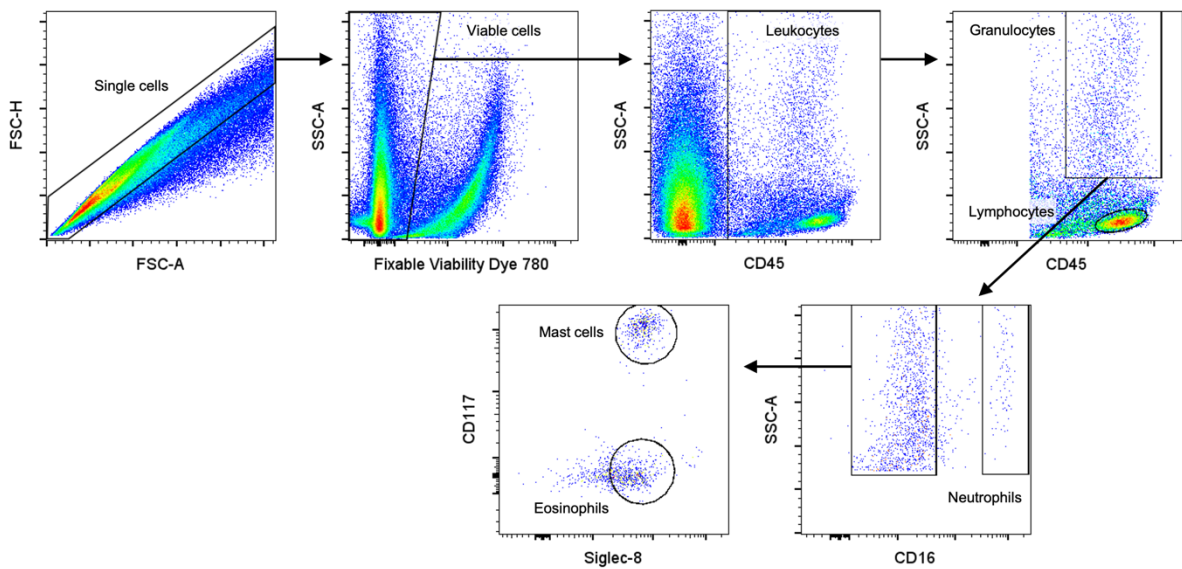 Single cells
FSC-H
FSC-A
Viable cells
SSC-A
Fixable Viability Dye 780
Leukocytes
SSC-A
CD45
Granulocytes
Lymphocytes
SSC-A
CD45
Mast cells
Eosinophils
CD117
Siglec-8
SSC-A
Neutrophils
CD16